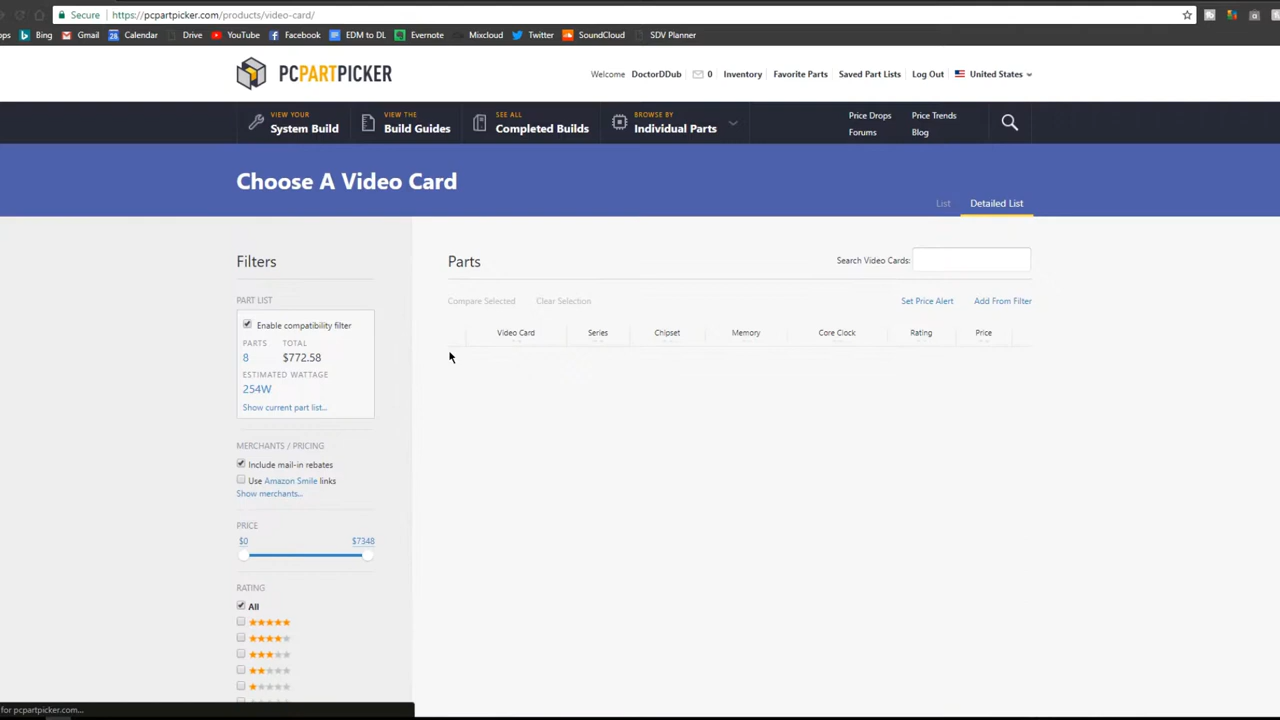 Secure https://pcpartpicker.com/products/video-card/
Bing Gmail Calendar Drive YouTube Facebook EDM to DL Evernote Mixcloud Twitter SoundCloud SDV Planner
PCPARTPICKER
Welcome DoctorDDub 0 Inventory Favorite Parts Saved Part Lists Log Out United States
VIEW YOUR
System Build
VIEW THE
Build Guides
SEE ALL
Completed Builds
BROWSE BY
Individual Parts
Price Drops Price Trends
Forums Blog
Choose A Video Card
List Detailed List
Filters
PART LIST
Enable compatibility filter
PARTS TOTAL
8 $772.58
ESTIMATED WATTAGE
254W
Show current part list...
MERCHANTS / PRICING
Include mail-in rebates
Use Amazon Smile links
Show merchants...
PRICE
$0 $7348
RATING
All
Parts
Search Video Cards:
Compare Selected Clear Selection Set Price Alert Add From Filter
Video Card Series Chipset Memory Core Clock Rating Price
for pcpartpicker.com...